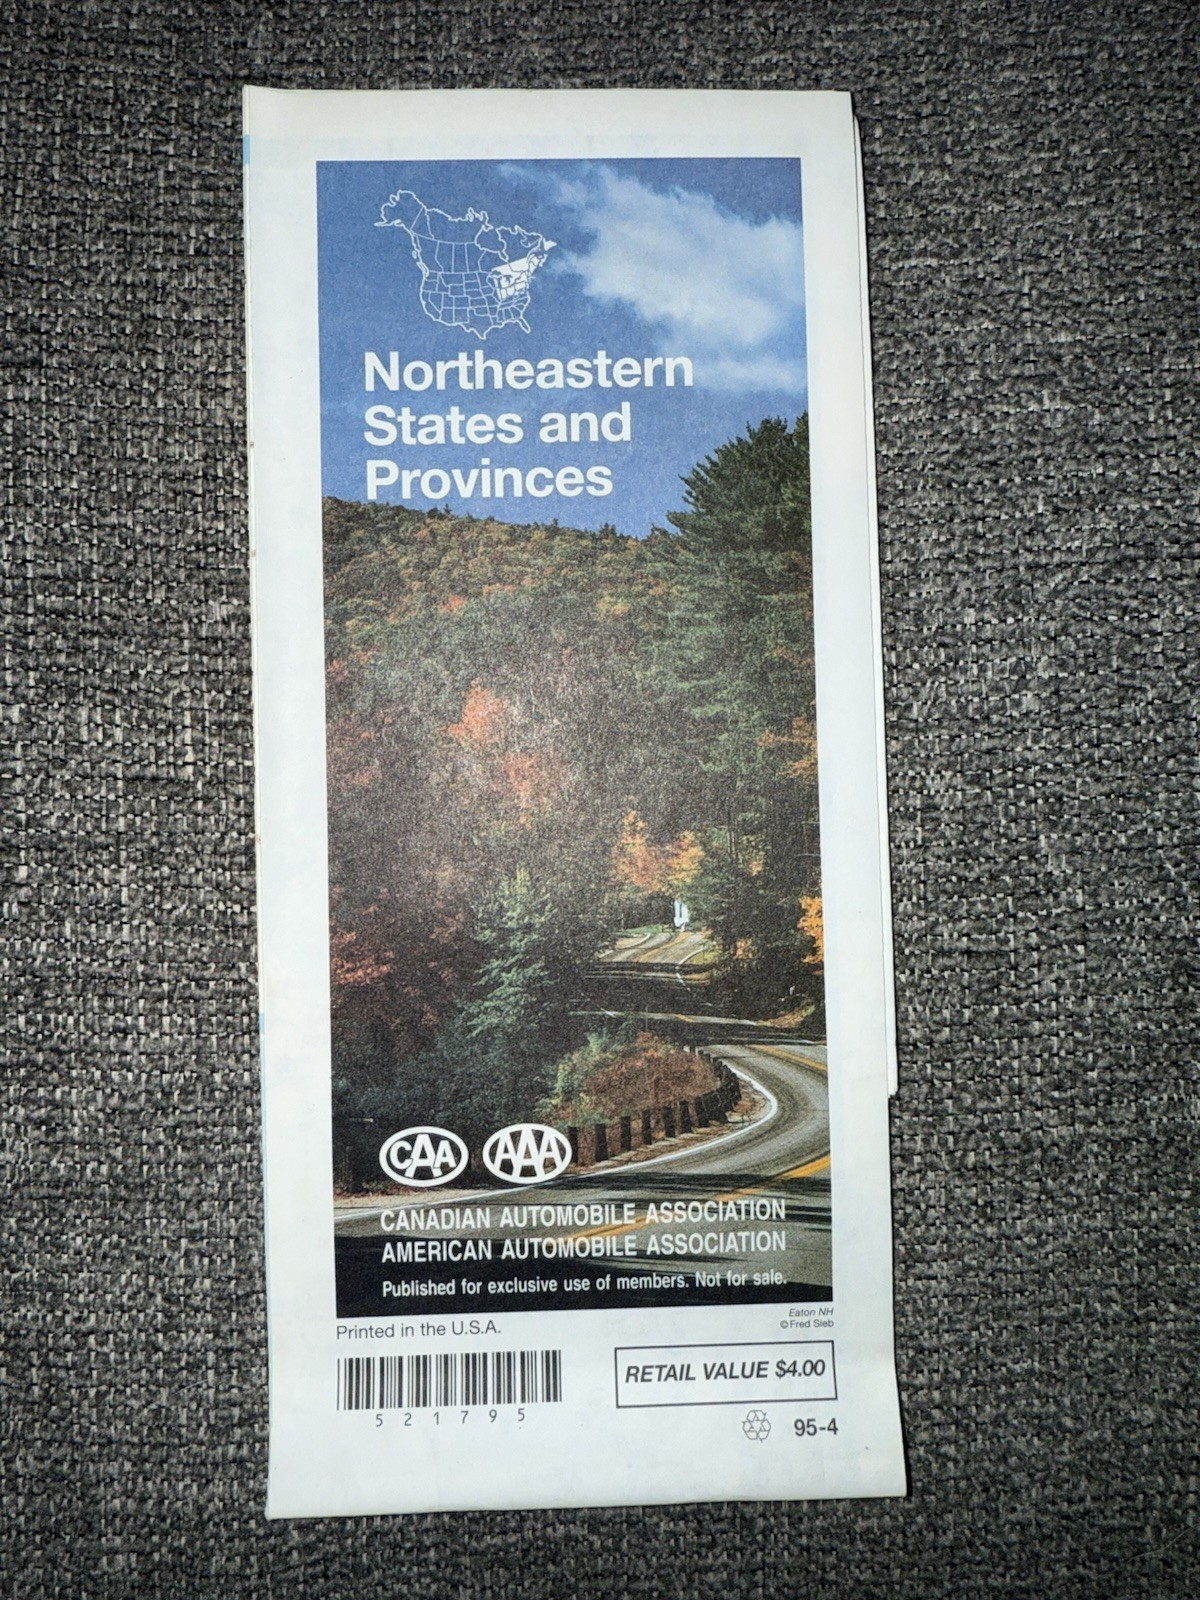 Northeastern
States and
Provinces
CAA AAA
CANADIAN AUTOMOBILE ASSOCIATION
AMERICAN AUTOMOBILE ASSOCIATION
Published for exclusive use of members. Not for sale.
Eaton NH
©Fred Sieb
Printed in the U.S.A.
RETAIL VALUE $4.00
521795
95-4